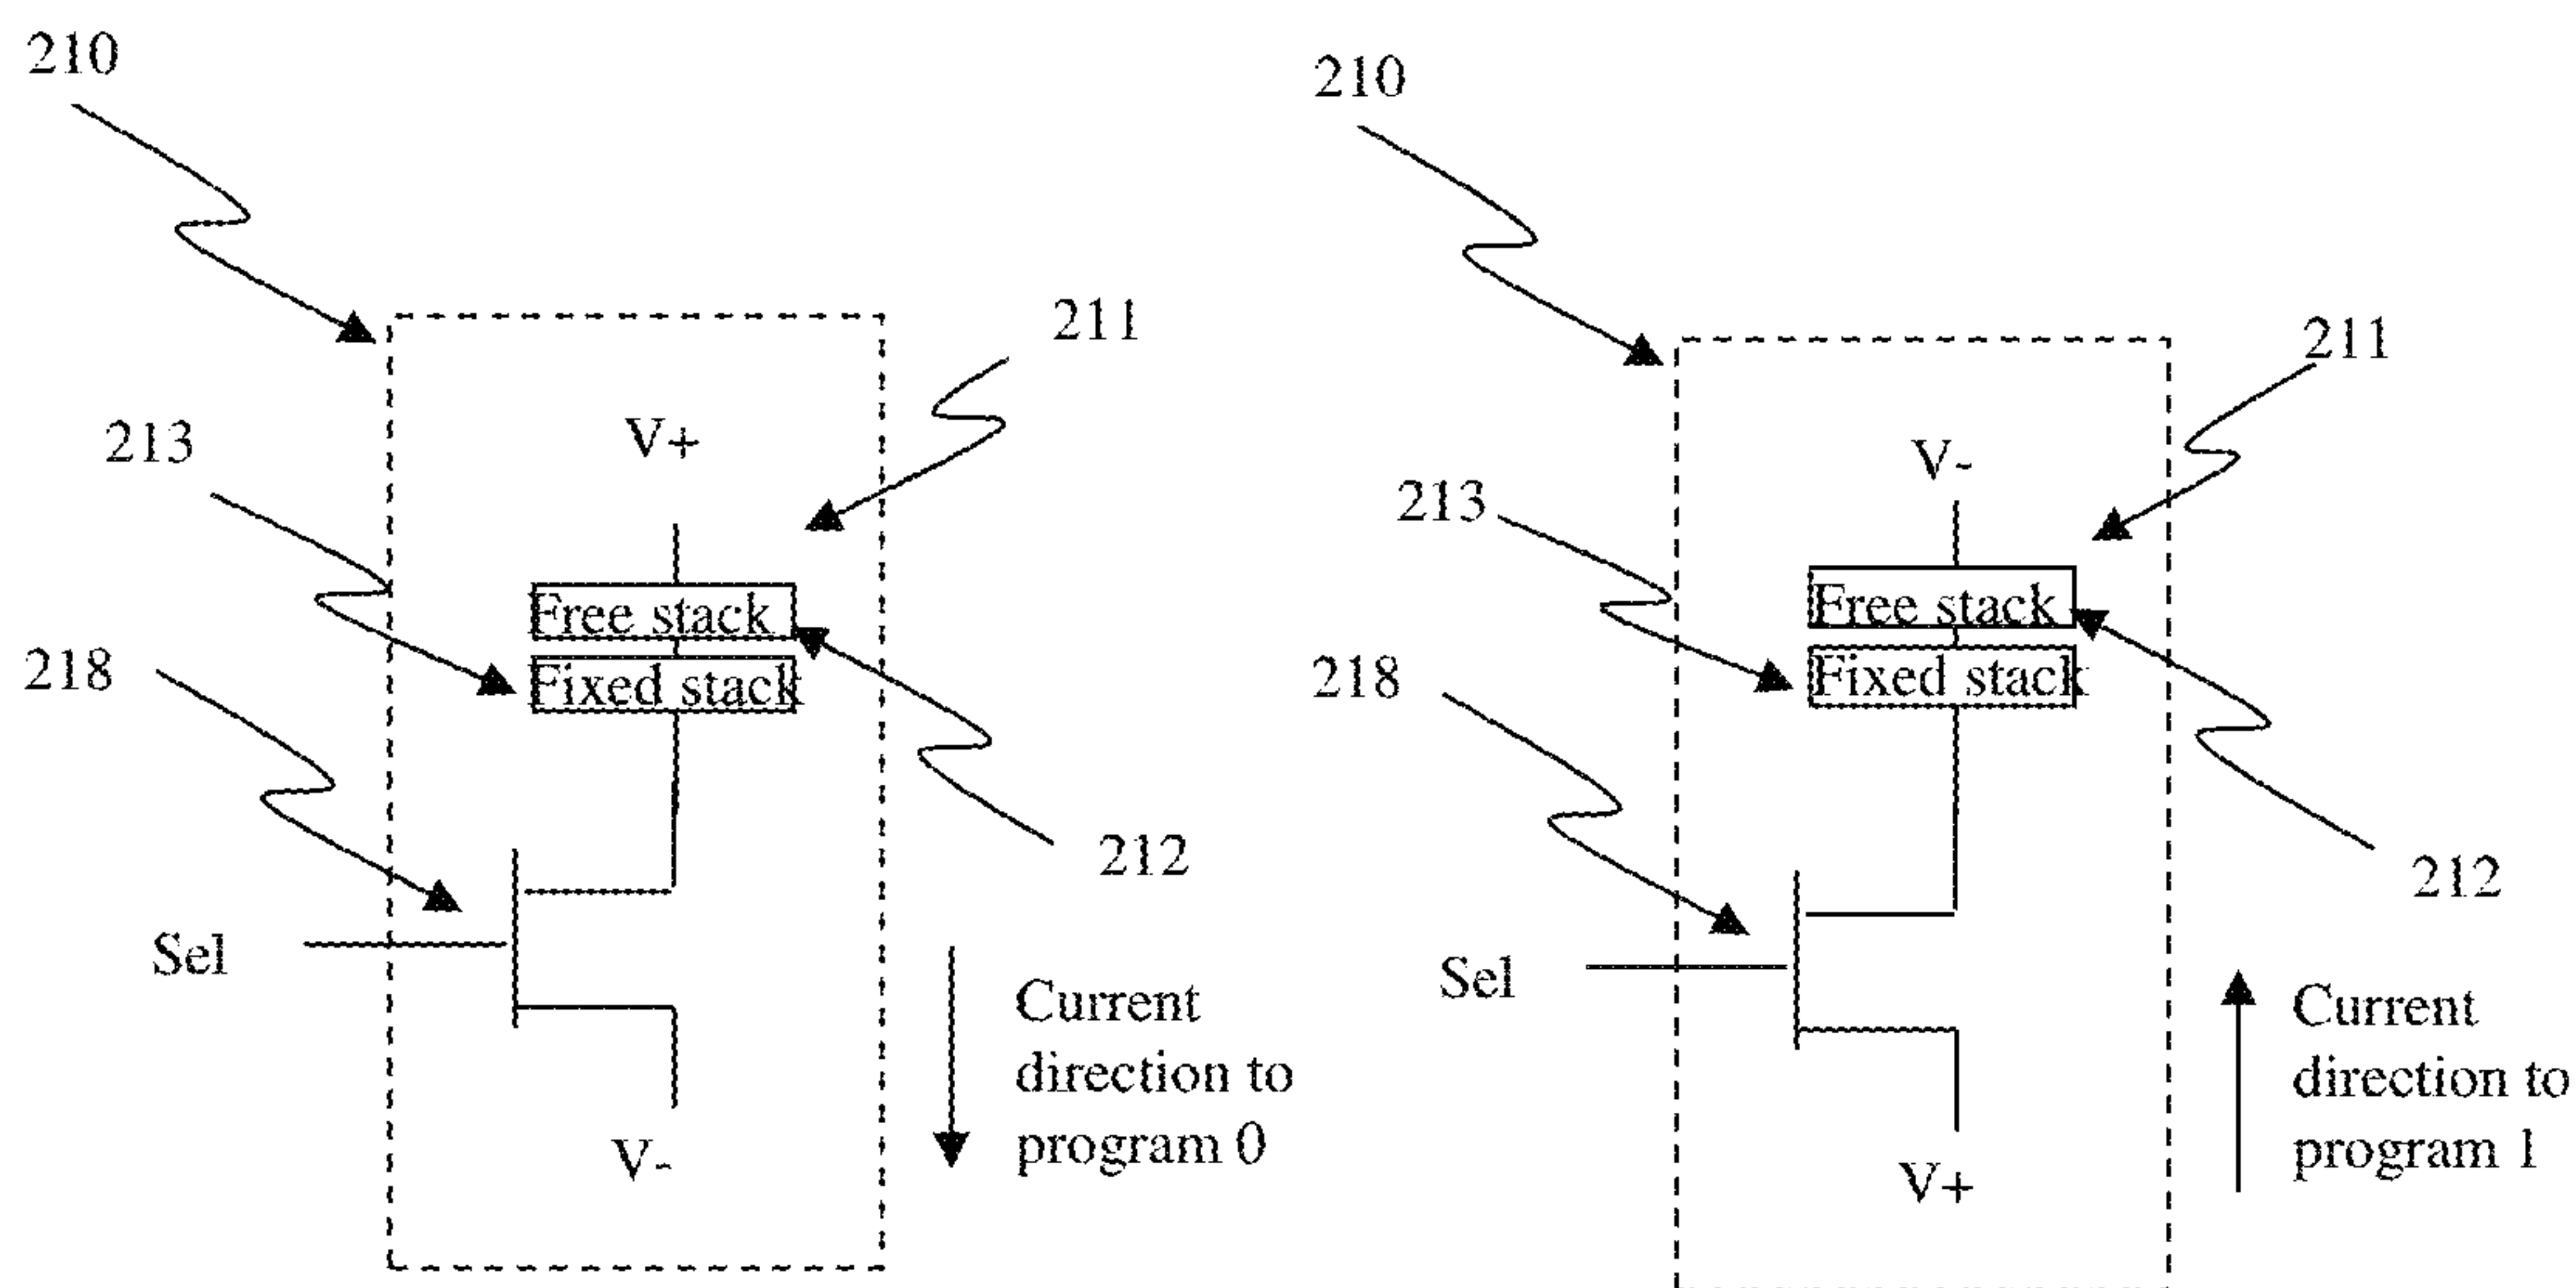 210
211
V+
213
Free stack
218
Fixed stack
212
Sel
Current
direction to
program 0
V-
210
211
V-
213
Free stack
218
Fixed stack
212
Sel
Current
direction to
program 1
V+